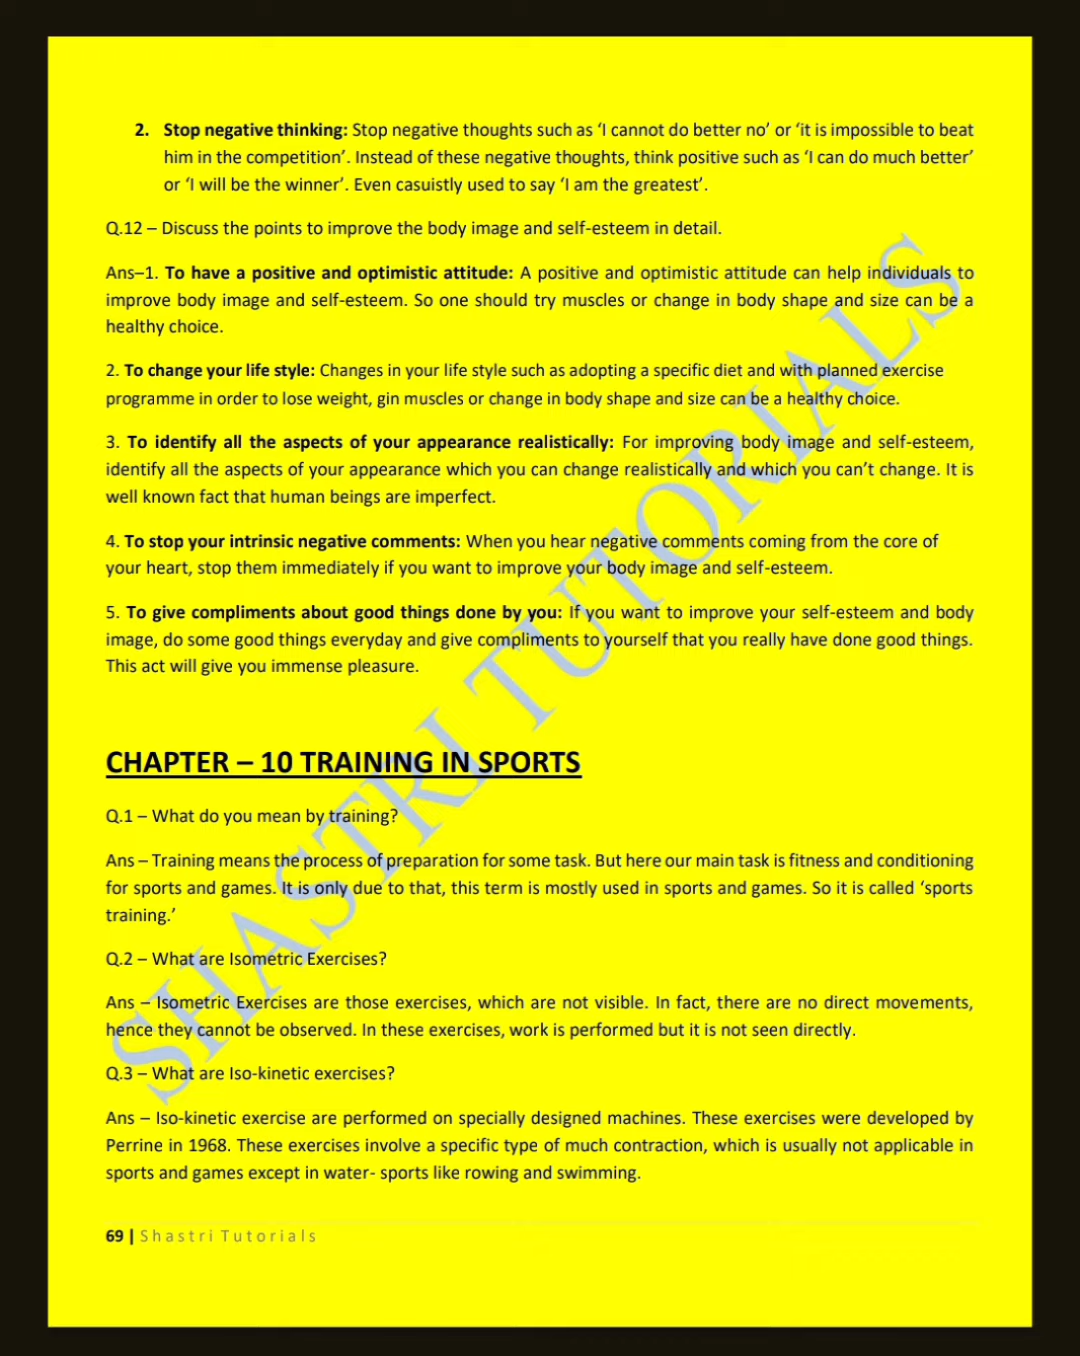 2. Stop negative thinking: Stop negative thoughts such as ‘I cannot do better no’ or ‘it is impossible to beat
him in the competition’. Instead of these negative thoughts, think positive such as ‘I can do much better’
or ‘I will be the winner’. Even casuistly used to say ‘I am the greatest’.
Q.12 – Discuss the points to improve the body image and self-esteem in detail.
Ans–1. To have a positive and optimistic attitude: A positive and optimistic attitude can help individuals to
improve body image and self-esteem. So one should try muscles or change in body shape and size can be a
healthy choice.
2. To change your life style: Changes in your life style such as adopting a specific diet and with planned exercise
programme in order to lose weight, gin muscles or change in body shape and size can be a healthy choice.
3. To identify all the aspects of your appearance realistically: For improving body image and self-esteem,
identify all the aspects of your appearance which you can change realistically and which you can’t change. It is
well known fact that human beings are imperfect.
4. To stop your intrinsic negative comments: When you hear negative comments coming from the core of
your heart, stop them immediately if you want to improve your body image and self-esteem.
5. To give compliments about good things done by you: If you want to improve your self-esteem and body
image, do some good things everyday and give compliments to yourself that you really have done good things.
This act will give you immense pleasure.
CHAPTER – 10 TRAINING IN SPORTS
Q.1 – What do you mean by training?
Ans – Training means the process of preparation for some task. But here our main task is fitness and conditioning
for sports and games. It is only due to that, this term is mostly used in sports and games. So it is called ‘sports
training.’
Q.2 – What are Isometric Exercises?
Ans – Isometric Exercises are those exercises, which are not visible. In fact, there are no direct movements,
hence they cannot be observed. In these exercises, work is performed but it is not seen directly.
Q.3 – What are Iso-kinetic exercises?
Ans – Iso-kinetic exercise are performed on specially designed machines. These exercises were developed by
Perrine in 1968. These exercises involve a specific type of much contraction, which is usually not applicable in
sports and games except in water- sports like rowing and swimming.
69 | Shastri Tutorials
SHASTRI TUTORIALS